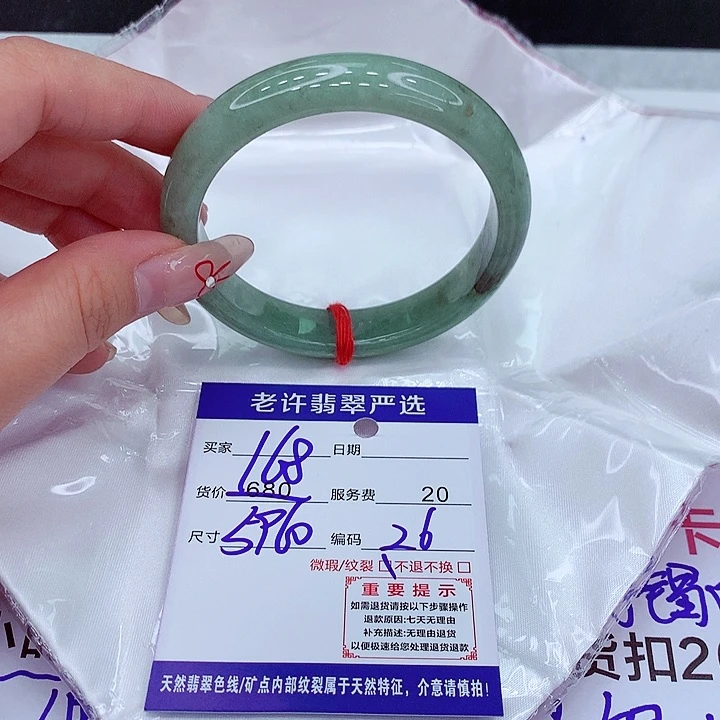 老许翡翠严选
买家 168 日期
货价 680 服务费 20
尺寸 编码 26
微瑕/纹裂 □ 不退不换 □
重要提示
如需退货请按以下步骤操作
退款原因:七天无理由
补充描述:无理由退货
以便极速给您处理退货退款
天然翡翠色线/矿点内部纹裂属于天然特征，介意请慎拍!
货扣20